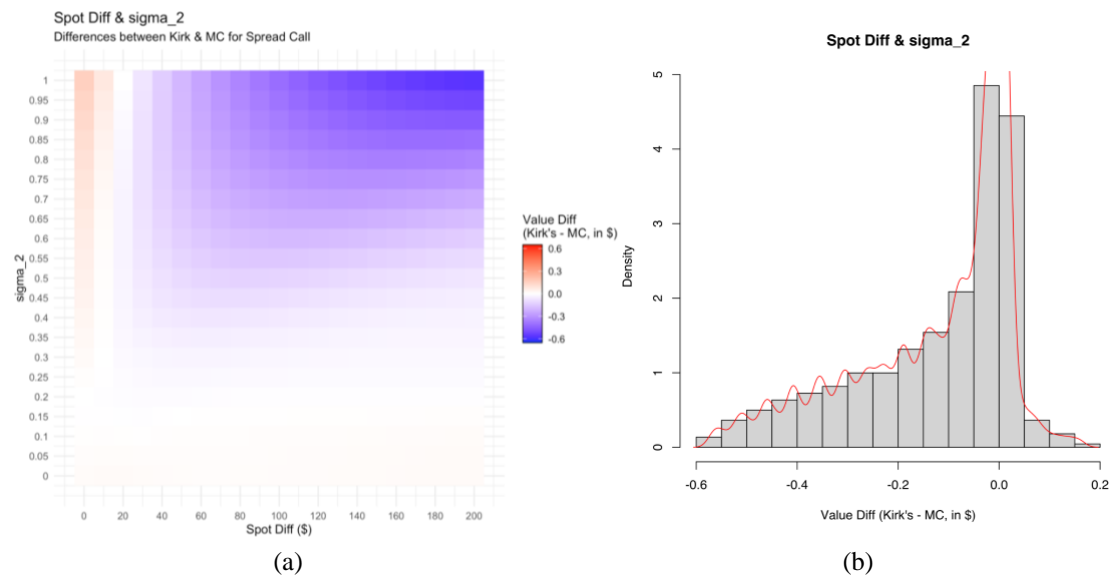 Spot Diff & sigma_2
Differences between Kirk & MC for Spread Call
sigma_2
1
0.95
0.9
0.85
0.8
0.75
0.7
0.65
0.6
0.55
0.5
0.45
0.4
0.35
0.3
0.25
0.2
0.15
0.1
0.05
0
0 20 40 60 80 100 120 140 160 180 200
Spot Diff ($)
Value Diff
(Kirk's - MC, in $)
0.6
0.3
0.0
-0.3
-0.6
(a)
Spot Diff & sigma_2
Density
5
4
3
2
1
0
-0.6 -0.4 -0.2 0.0 0.2
Value Diff (Kirk's - MC, in $)
(b)